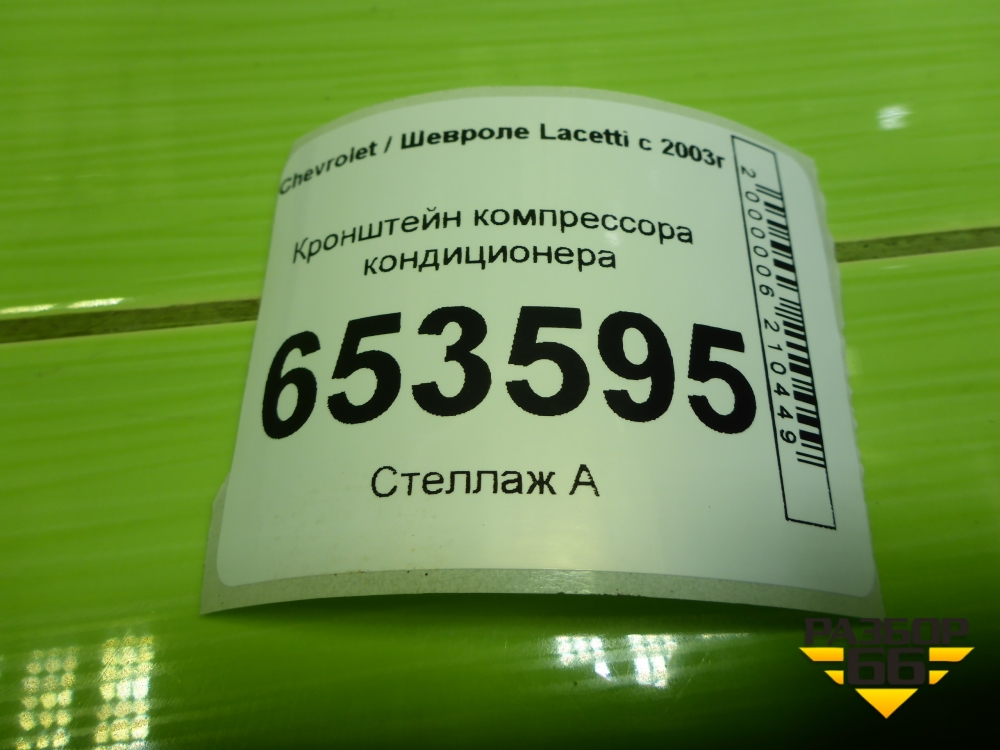 Chevrolet / Шевроле Lacetti с 2003г
Кронштейн компрессора
кондиционера
653595
Стеллаж А
2000006210449
РАЗБОР
66